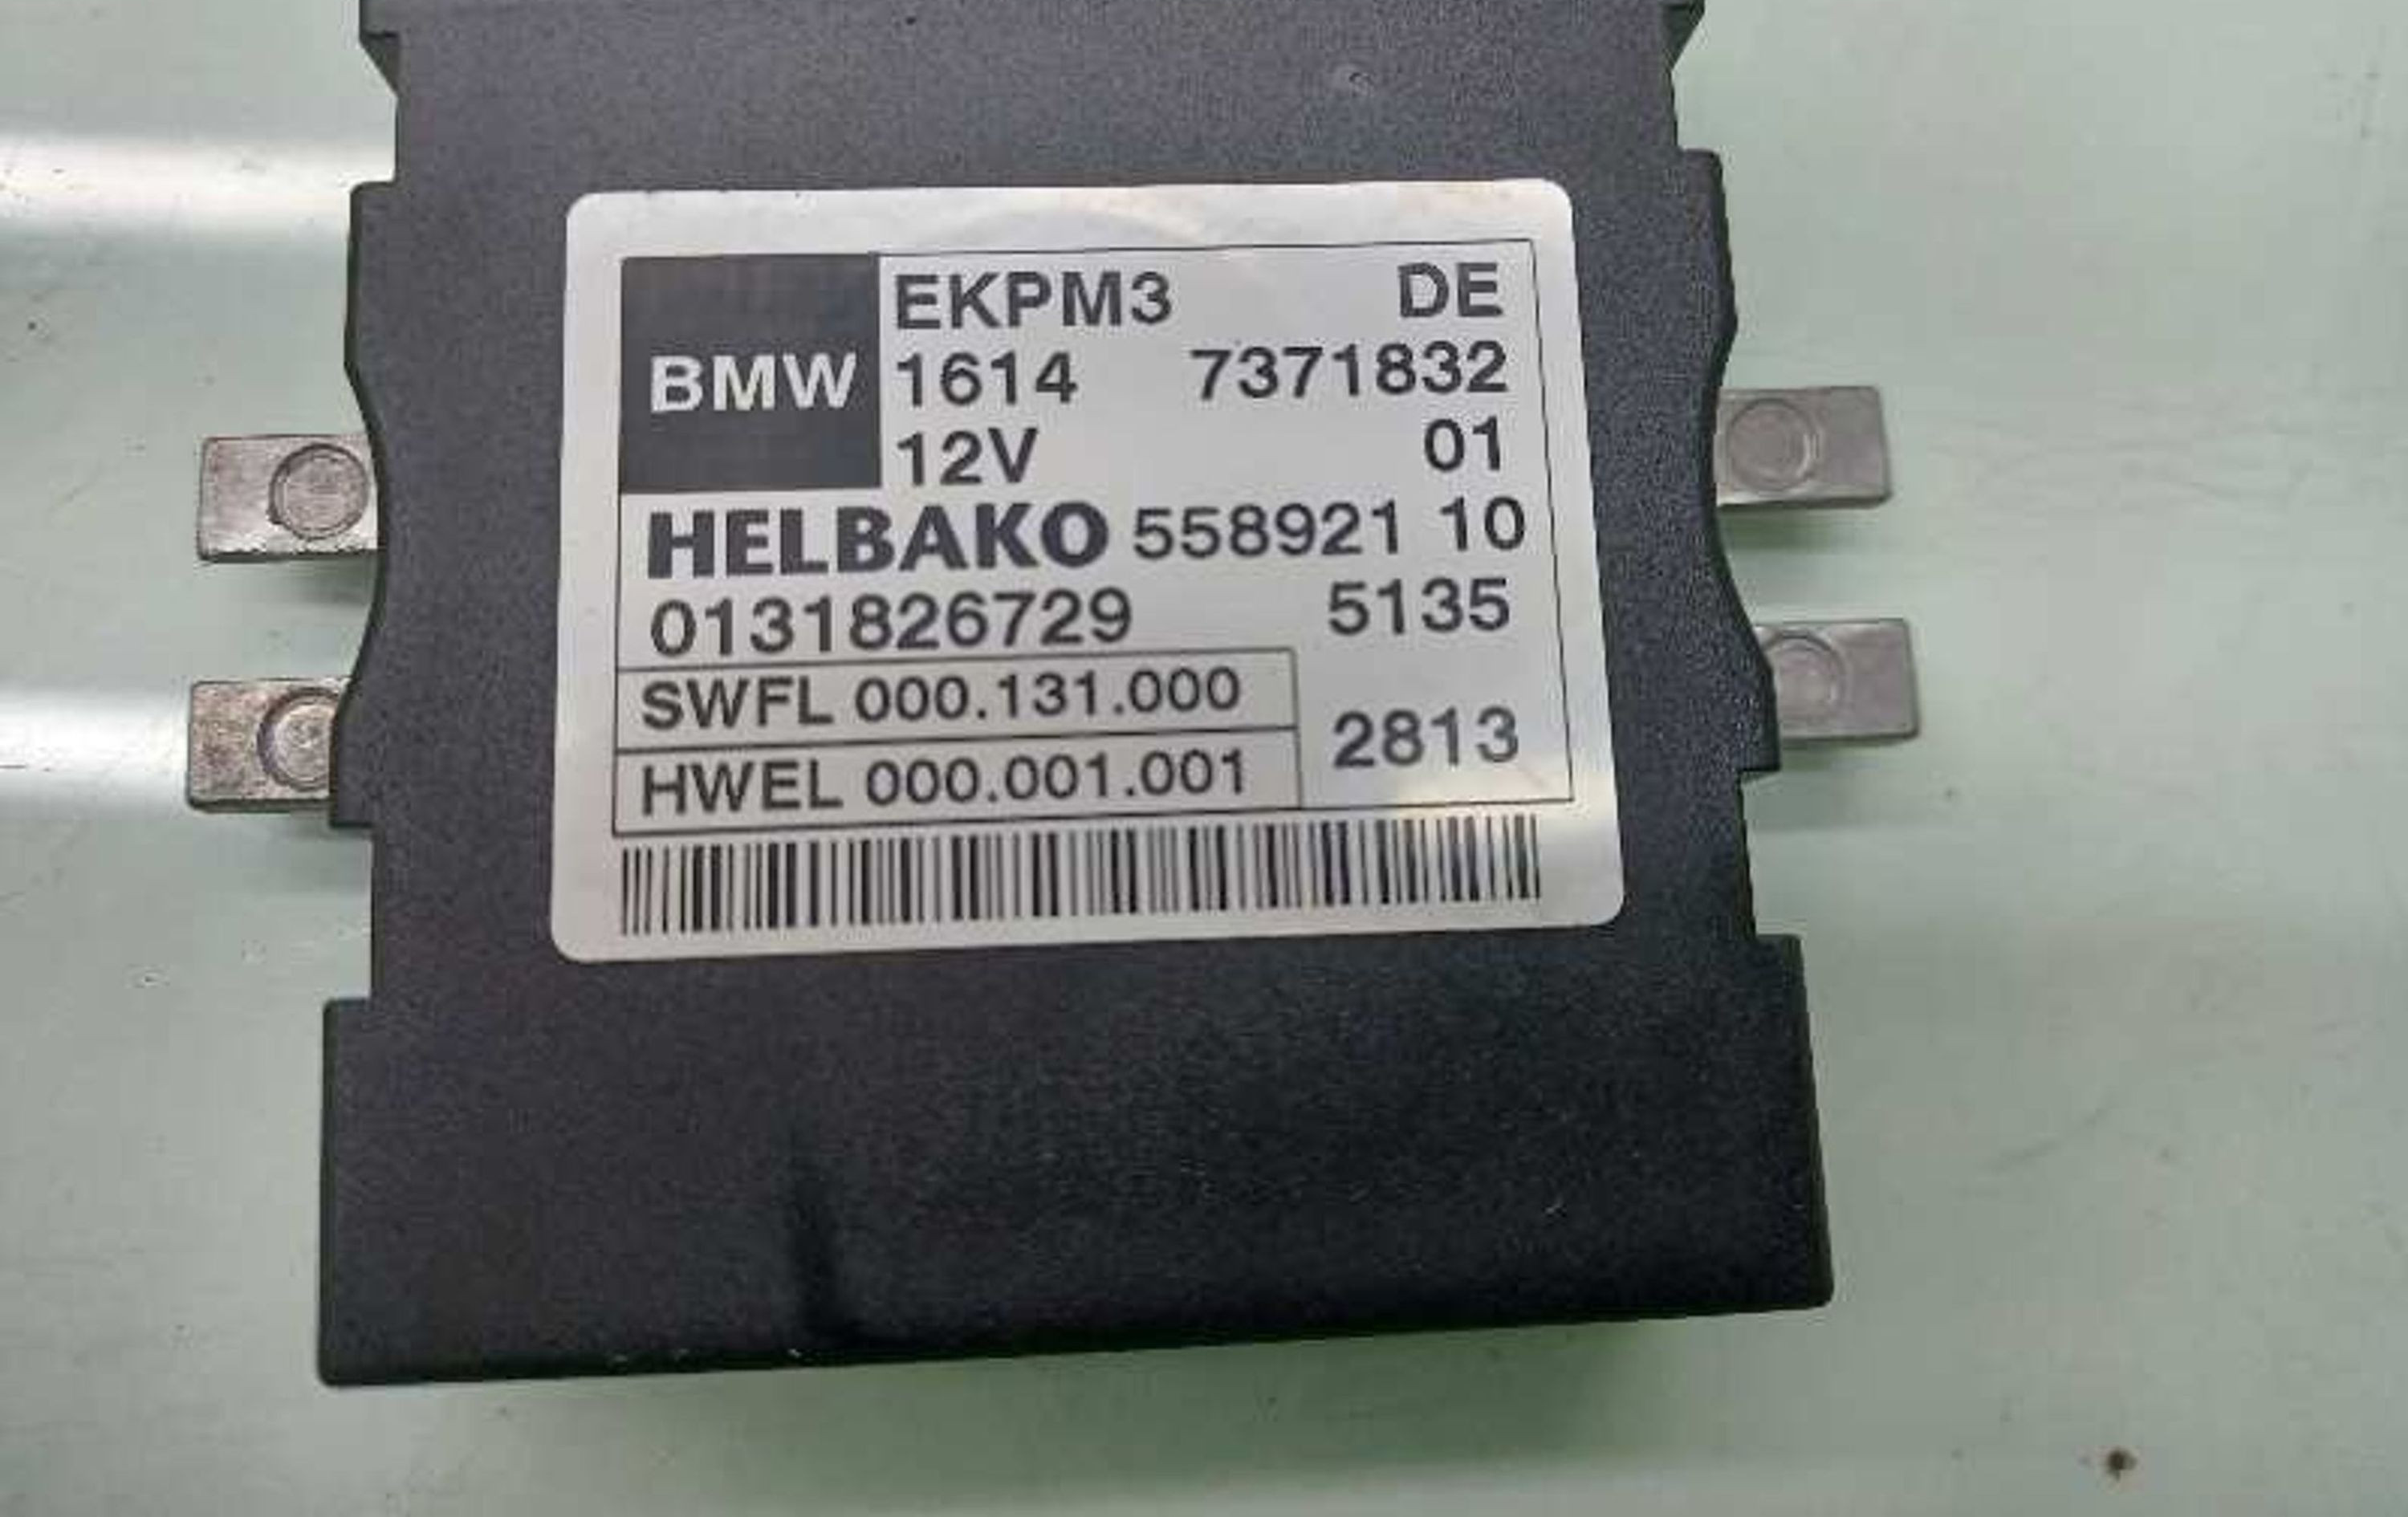 EKPM3 DE
BMW 1614 7371832
12V 01
HELBAKO 558921 10
0131826729 5135
SWFL 000.131.000
2813
HWEL 000.001.001